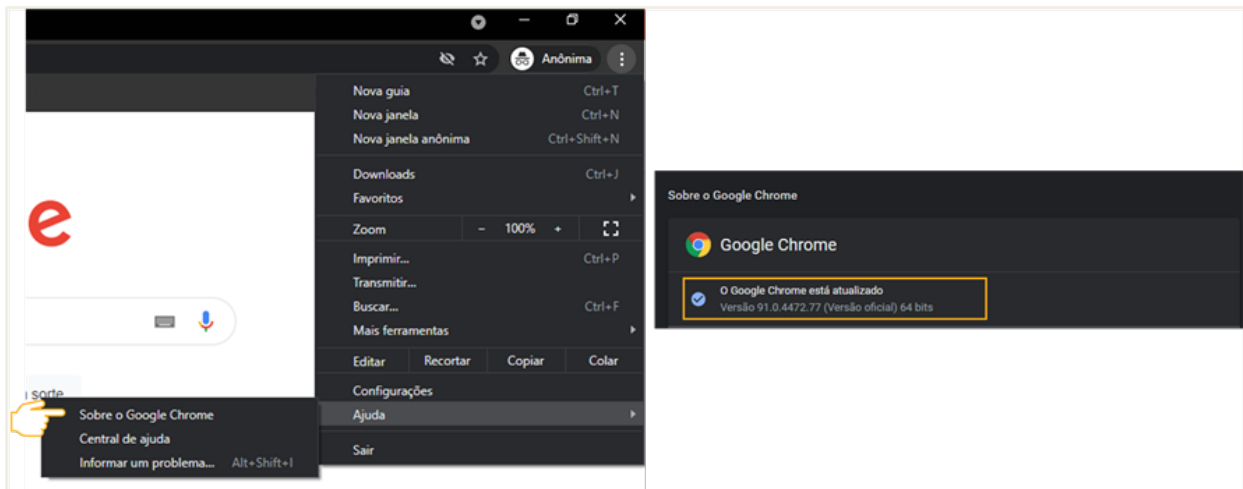 Anônima
Nova guia Ctrl+T
Nova janela Ctrl+N
Nova janela anônima Ctrl+Shift+N
Downloads Ctrl+J
Favoritos
Zoom - 100% +
Imprimir... Ctrl+P
Transmitir...
Buscar... Ctrl+F
Mais ferramentas
Editar Recortar Copiar Colar
Configurações
Ajuda
Sair
e
sorte
Sobre o Google Chrome
Central de ajuda
Informar um problema... Alt+Shift+I
Sobre o Google Chrome
Google Chrome
O Google Chrome está atualizado
Versão 91.0.4472.77 (Versão oficial) 64 bits